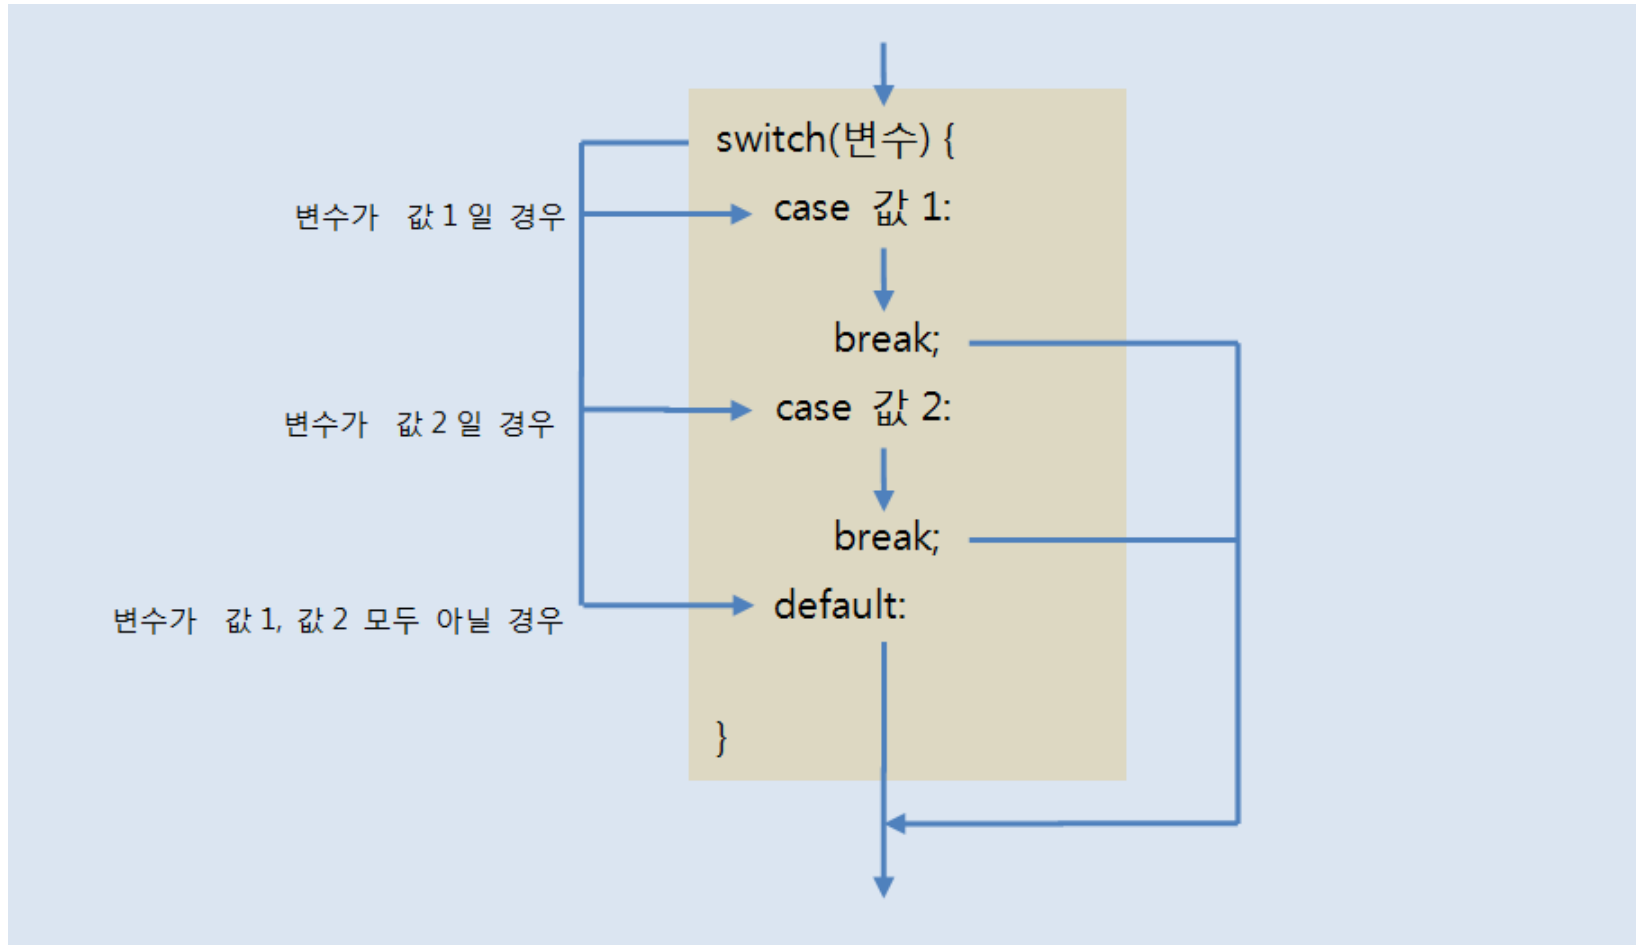 switch(변수) {
변수가 값 1 일 경우
case 값 1:
break;
변수가 값 2 일 경우
case 값 2:
break;
변수가 값 1, 값 2 모두 아닐 경우
default:
}